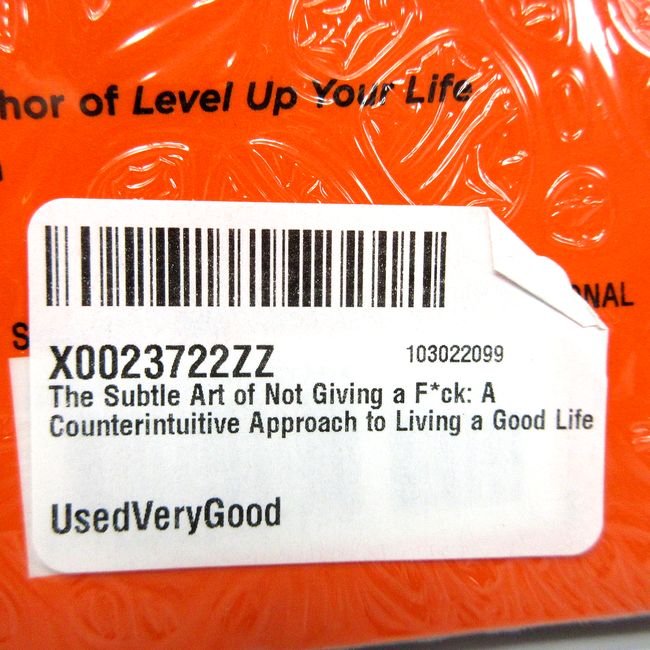 hor of Level Up Your Life
NAL
S
X0023722ZZ
103022099
The Subtle Art of Not Giving a F*ck: A
Counterintuitive Approach to Living a Good Life
UsedVeryGood